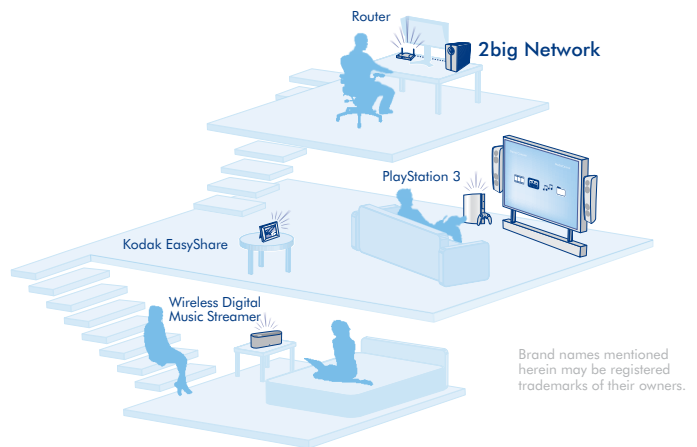 Router
2big Network
PlayStation 3
Kodak EasyShare
Wireless Digital
Music Streamer
Brand names mentioned
herein may be registered
trademarks of their owners.